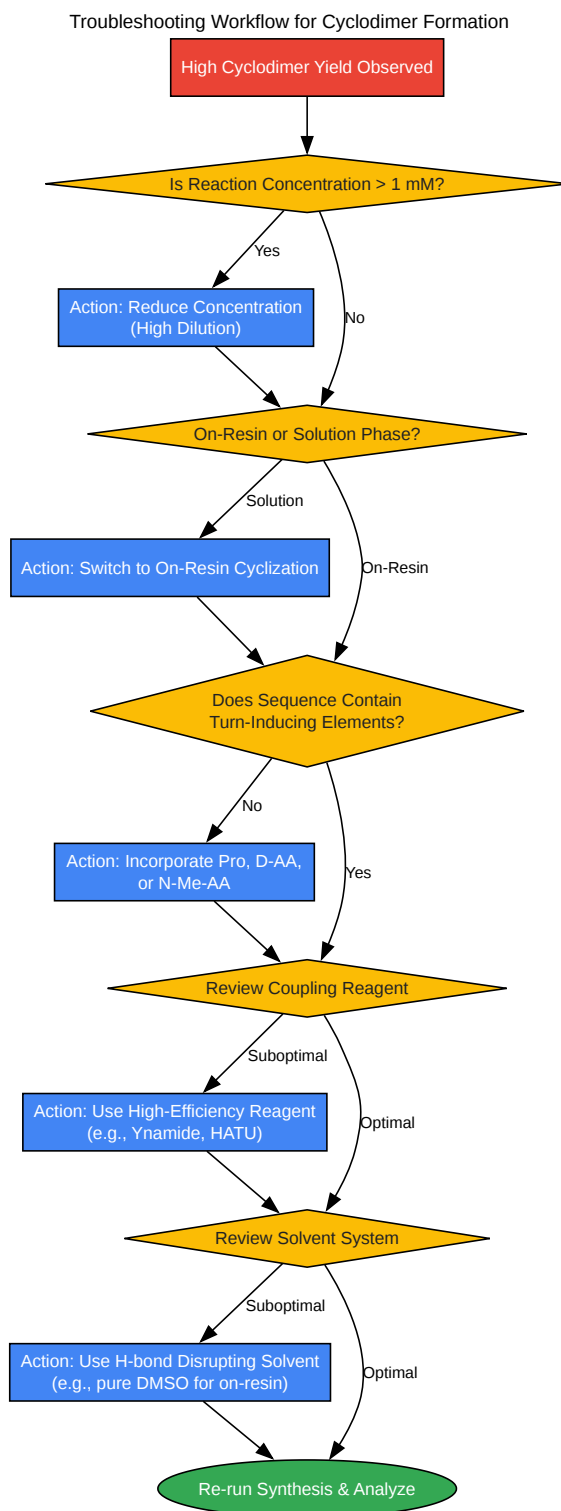 Troubleshooting Workflow for Cyclodimer Formation
High Cyclodimer Yield Observed
Is Reaction Concentration > 1 mM?
Yes
Action: Reduce Concentration
(High Dilution)
No
On-Resin or Solution Phase?
Solution
Action: Switch to On-Resin Cyclization
On-Resin
Does Sequence Contain
Turn-Inducing Elements?
No
Action: Incorporate Pro, D-AA,
or N-Me-AA
Yes
Review Coupling Reagent
Suboptimal
Action: Use High-Efficiency Reagent
(e.g., Ynamide, HATU)
Optimal
Review Solvent System
Suboptimal
Action: Use H-bond Disrupting Solvent
(e.g., pure DMSO for on-resin)
Optimal
Re-run Synthesis & Analyze